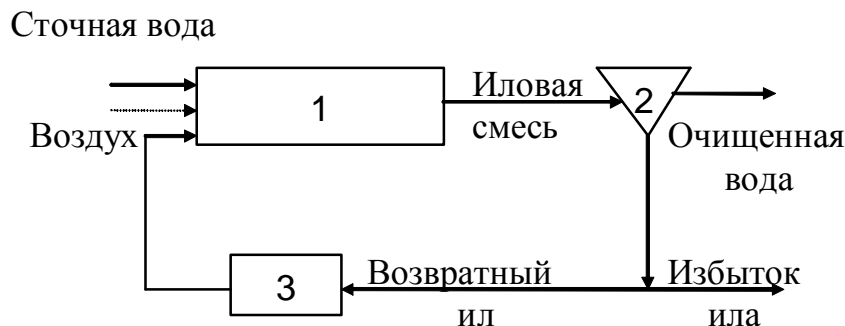 Сточная вода
1
Иловая
смесь
2
Воздух
Очищенная
вода
3
Возвратный
ил
Избыток
ила